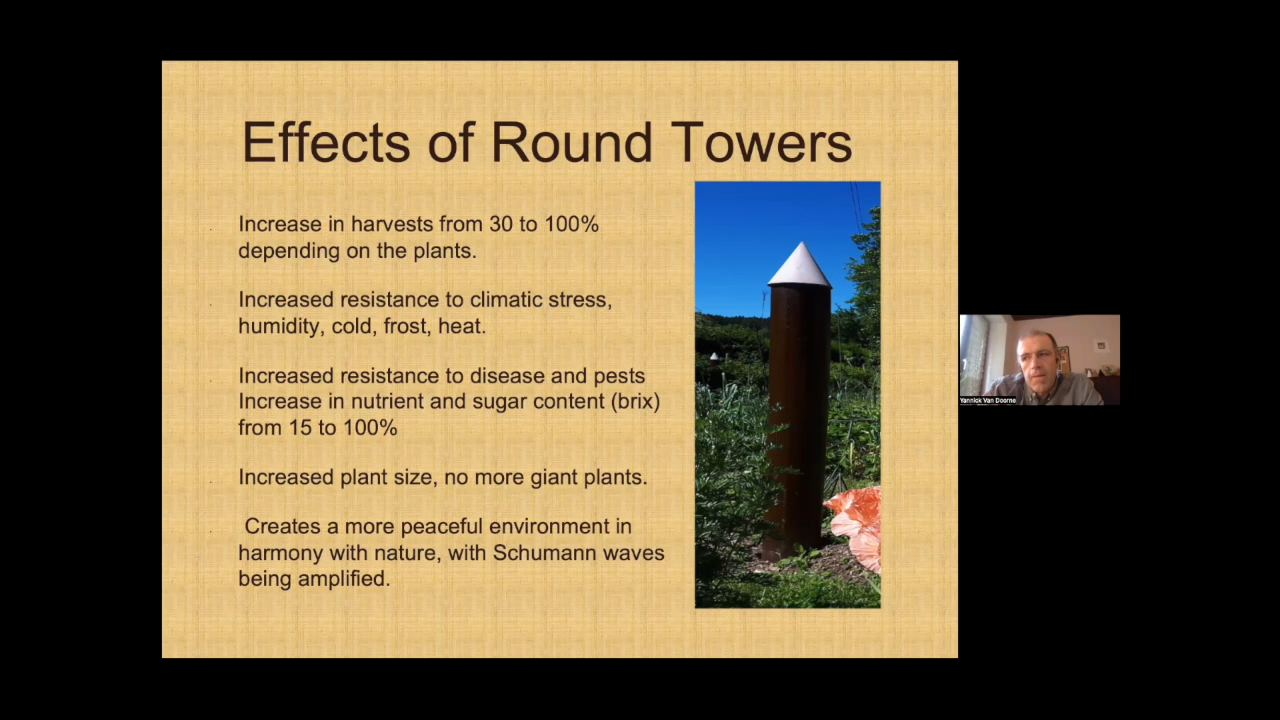 Effects of Round Towers
Increase in harvests from 30 to 100%
depending on the plants.
Increased resistance to climatic stress,
humidity, cold, frost, heat.
Increased resistance to disease and pests
Increase in nutrient and sugar content (brix)
from 15 to 100%
Increased plant size, no more giant plants.
Creates a more peaceful environment in
harmony with nature, with Schumann waves
being amplified.
Yannick Van Doorne